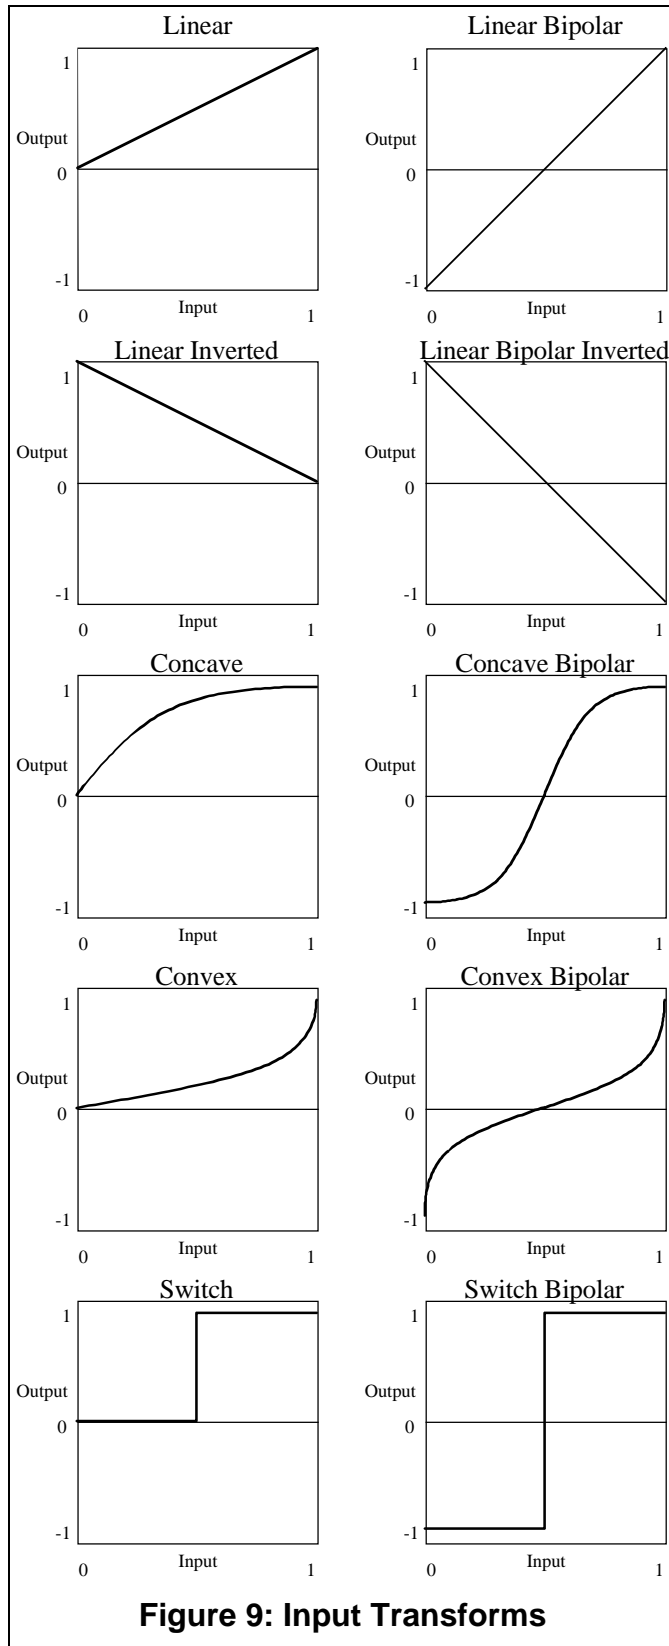 Linear
1
Output
0
-1
0
Input
1
Linear Bipolar
1
Output
0
-1
0
Input
1
Linear Inverted
1
Output
0
-1
0
Input
1
Linear Bipolar Inverted
1
Output
0
-1
0
Input
1
Concave
1
Output
0
-1
0
Input
1
Concave Bipolar
1
Output
0
-1
0
Input
1
Convex
1
Output
0
-1
0
Input
1
Convex Bipolar
1
Output
0
-1
0
Input
1
Switch
1
Output
0
-1
0
Input
1
Switch Bipolar
1
Output
0
-1
0
Input
1
Figure 9: Input Transforms